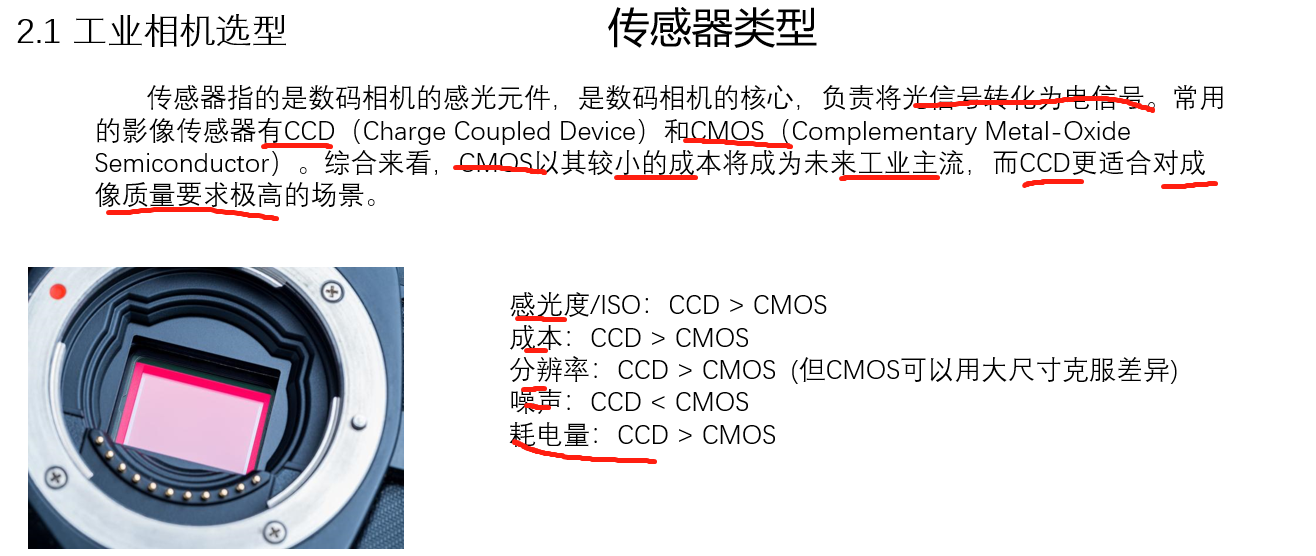 2.1 工业相机选型
传感器类型
传感器指的是数码相机的感光元件，是数码相机的核心，负责将光信号转化为电信号。常用
的影像传感器有CCD（Charge Coupled Device）和CMOS（Complementary Metal-Oxide
Semiconductor）。综合来看，CMOS以其较小的成本将成为未来工业主流，而CCD更适合对成
像质量要求极高的场景。
感光度/ISO：CCD > CMOS
成本：CCD > CMOS
分辨率：CCD > CMOS (但CMOS可以用大尺寸克服差异)
噪声：CCD < CMOS
耗电量：CCD > CMOS